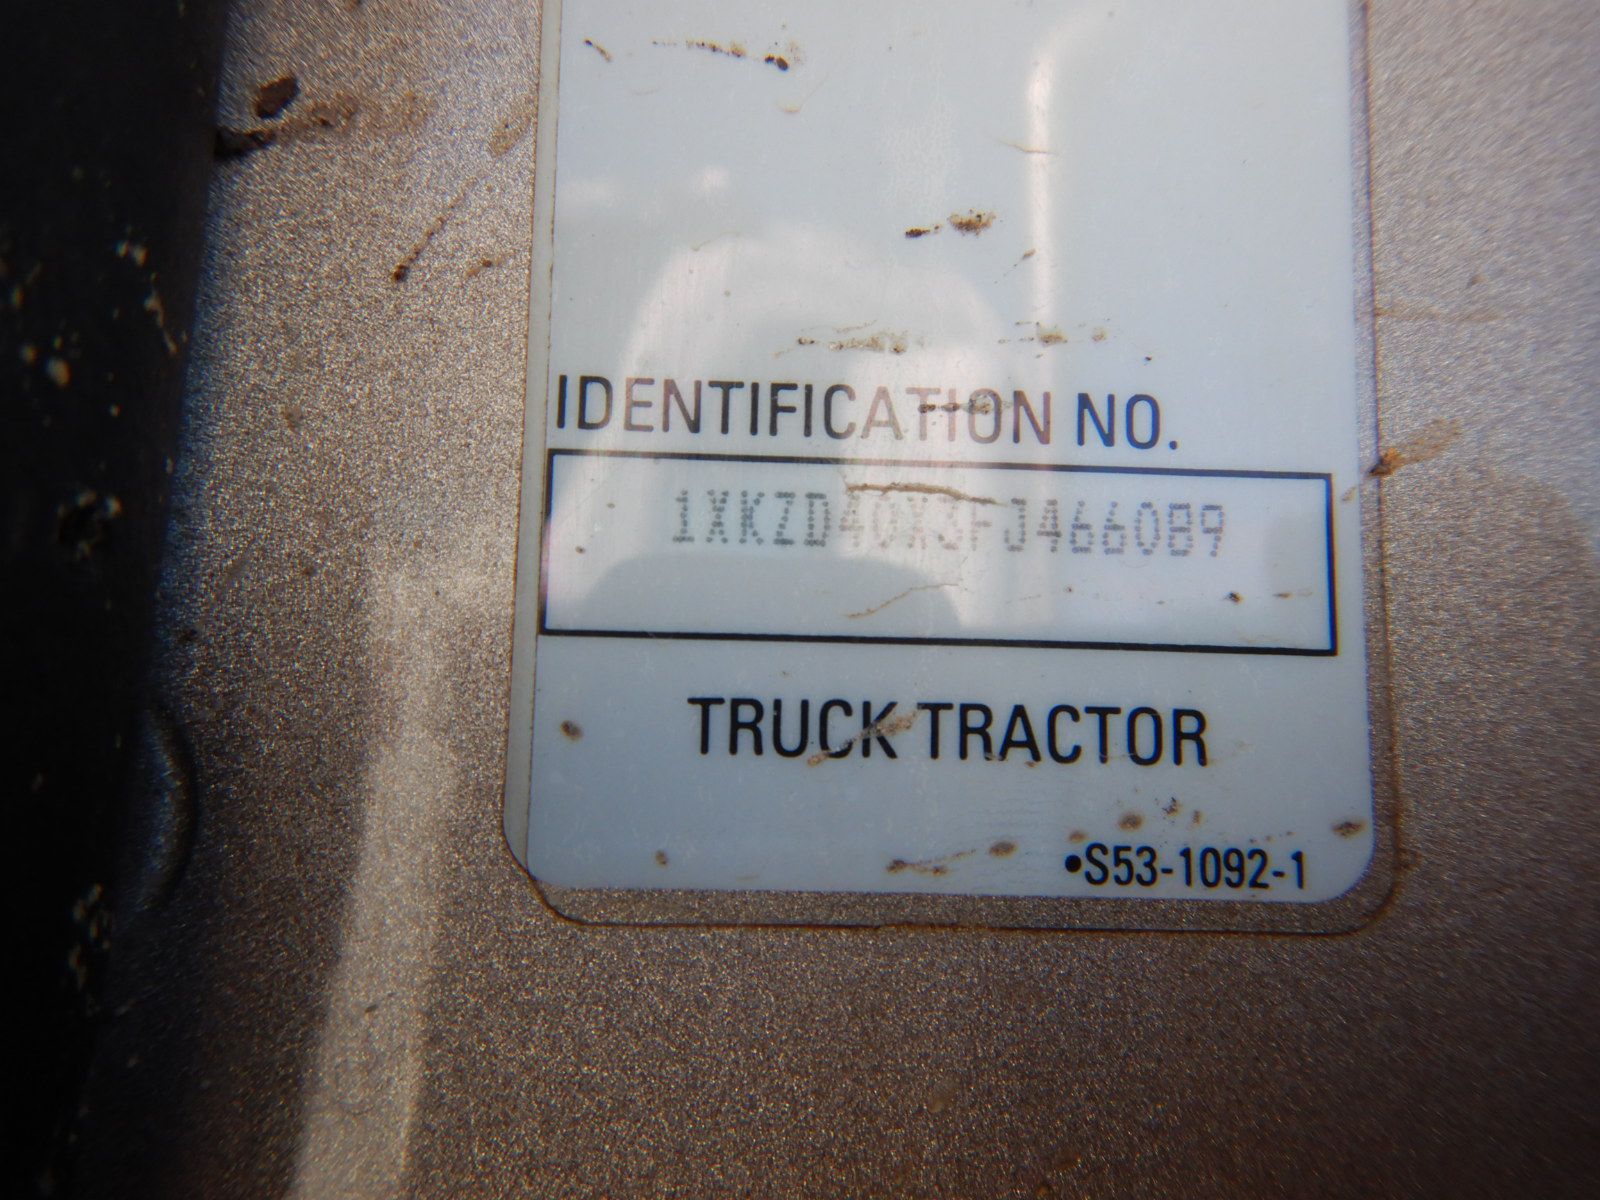 IDENTIFICATION NO.
1XKZD40X3FJ466089
TRUCK TRACTOR
•S53-1092-1